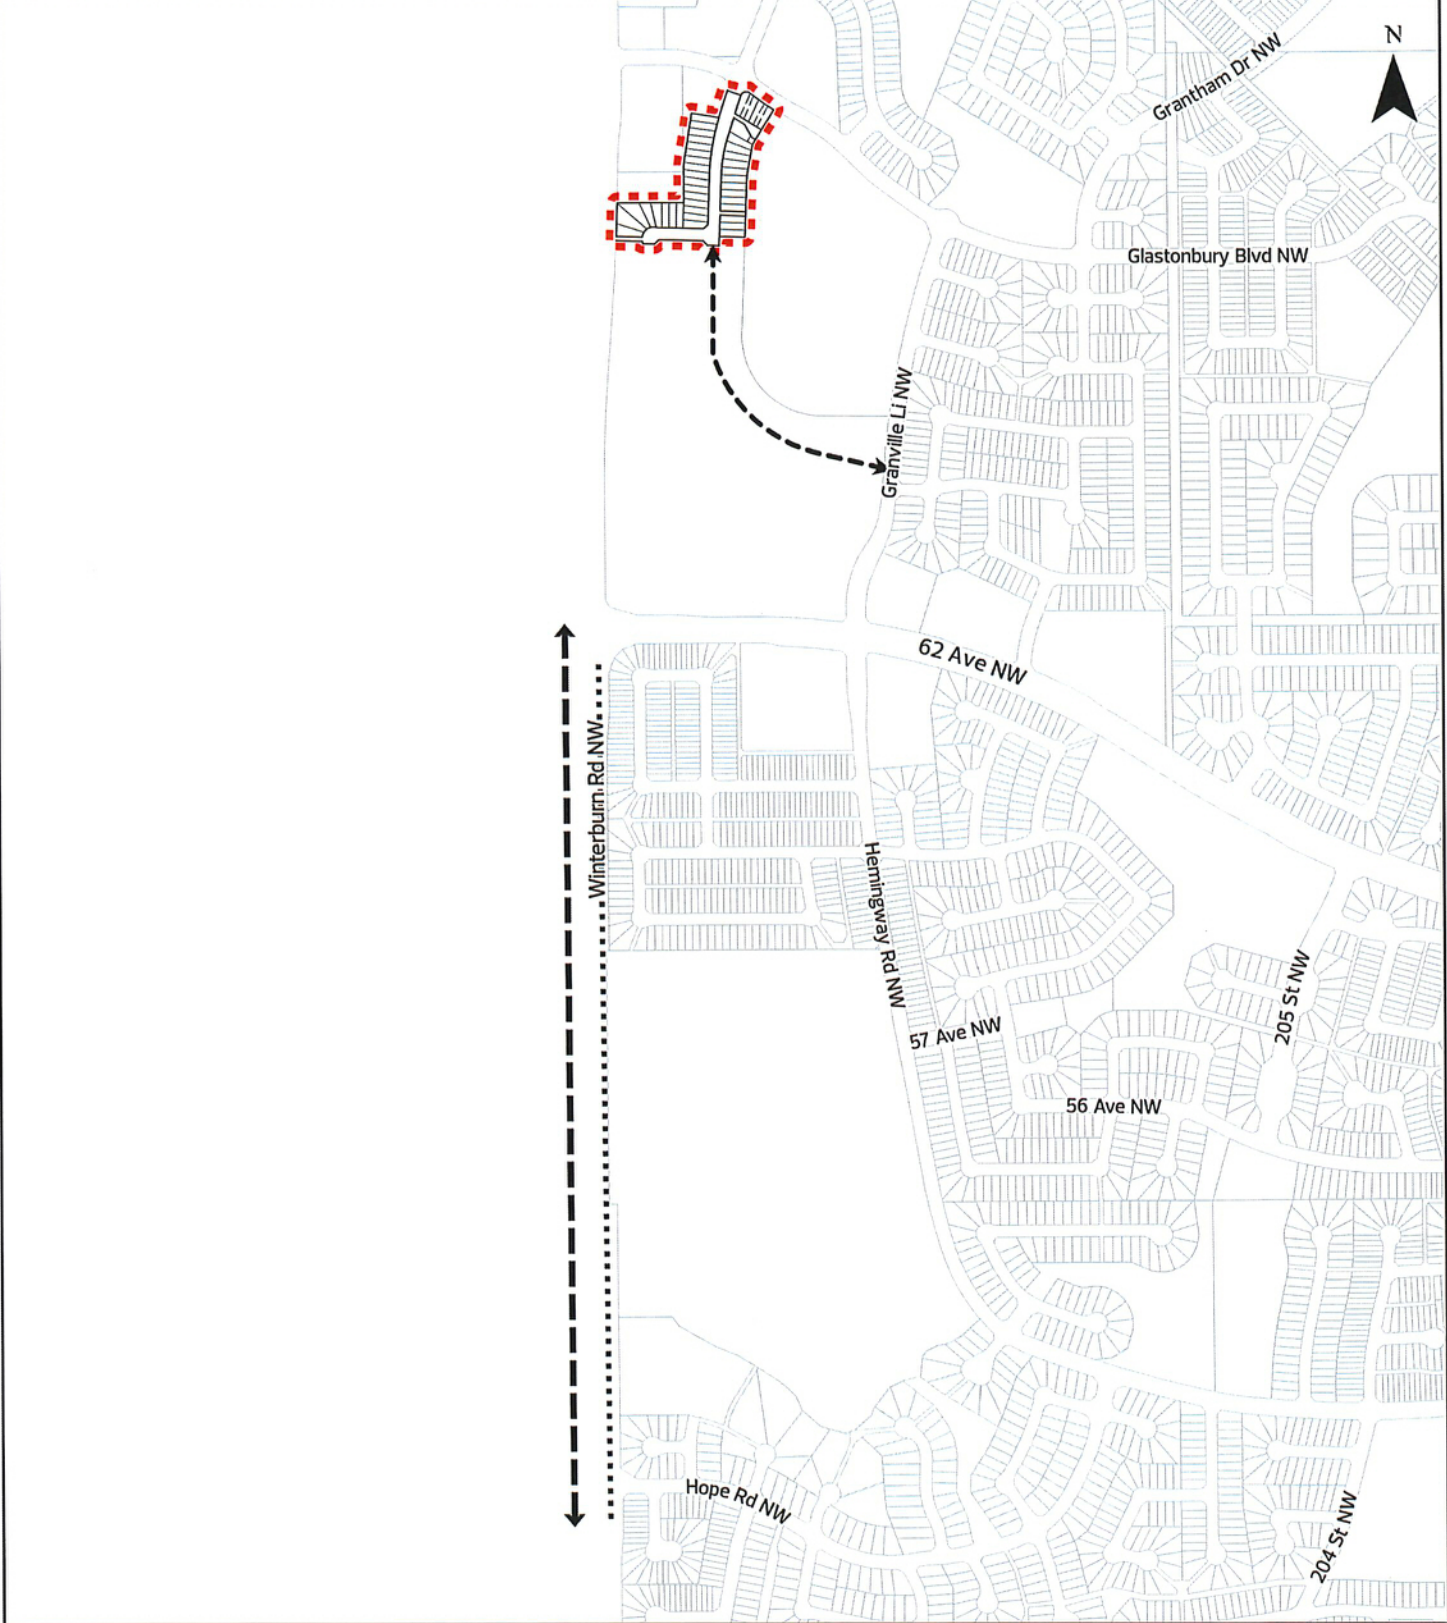 N
Grantham Dr NW
Glastonbury Blvd NW
Granville Li NW
62 Ave NW
Winterburn Rd NW
Hemingway Rd NW
205 St NW
57 Ave NW
56 Ave NW
Hope Rd NW
204 St NW